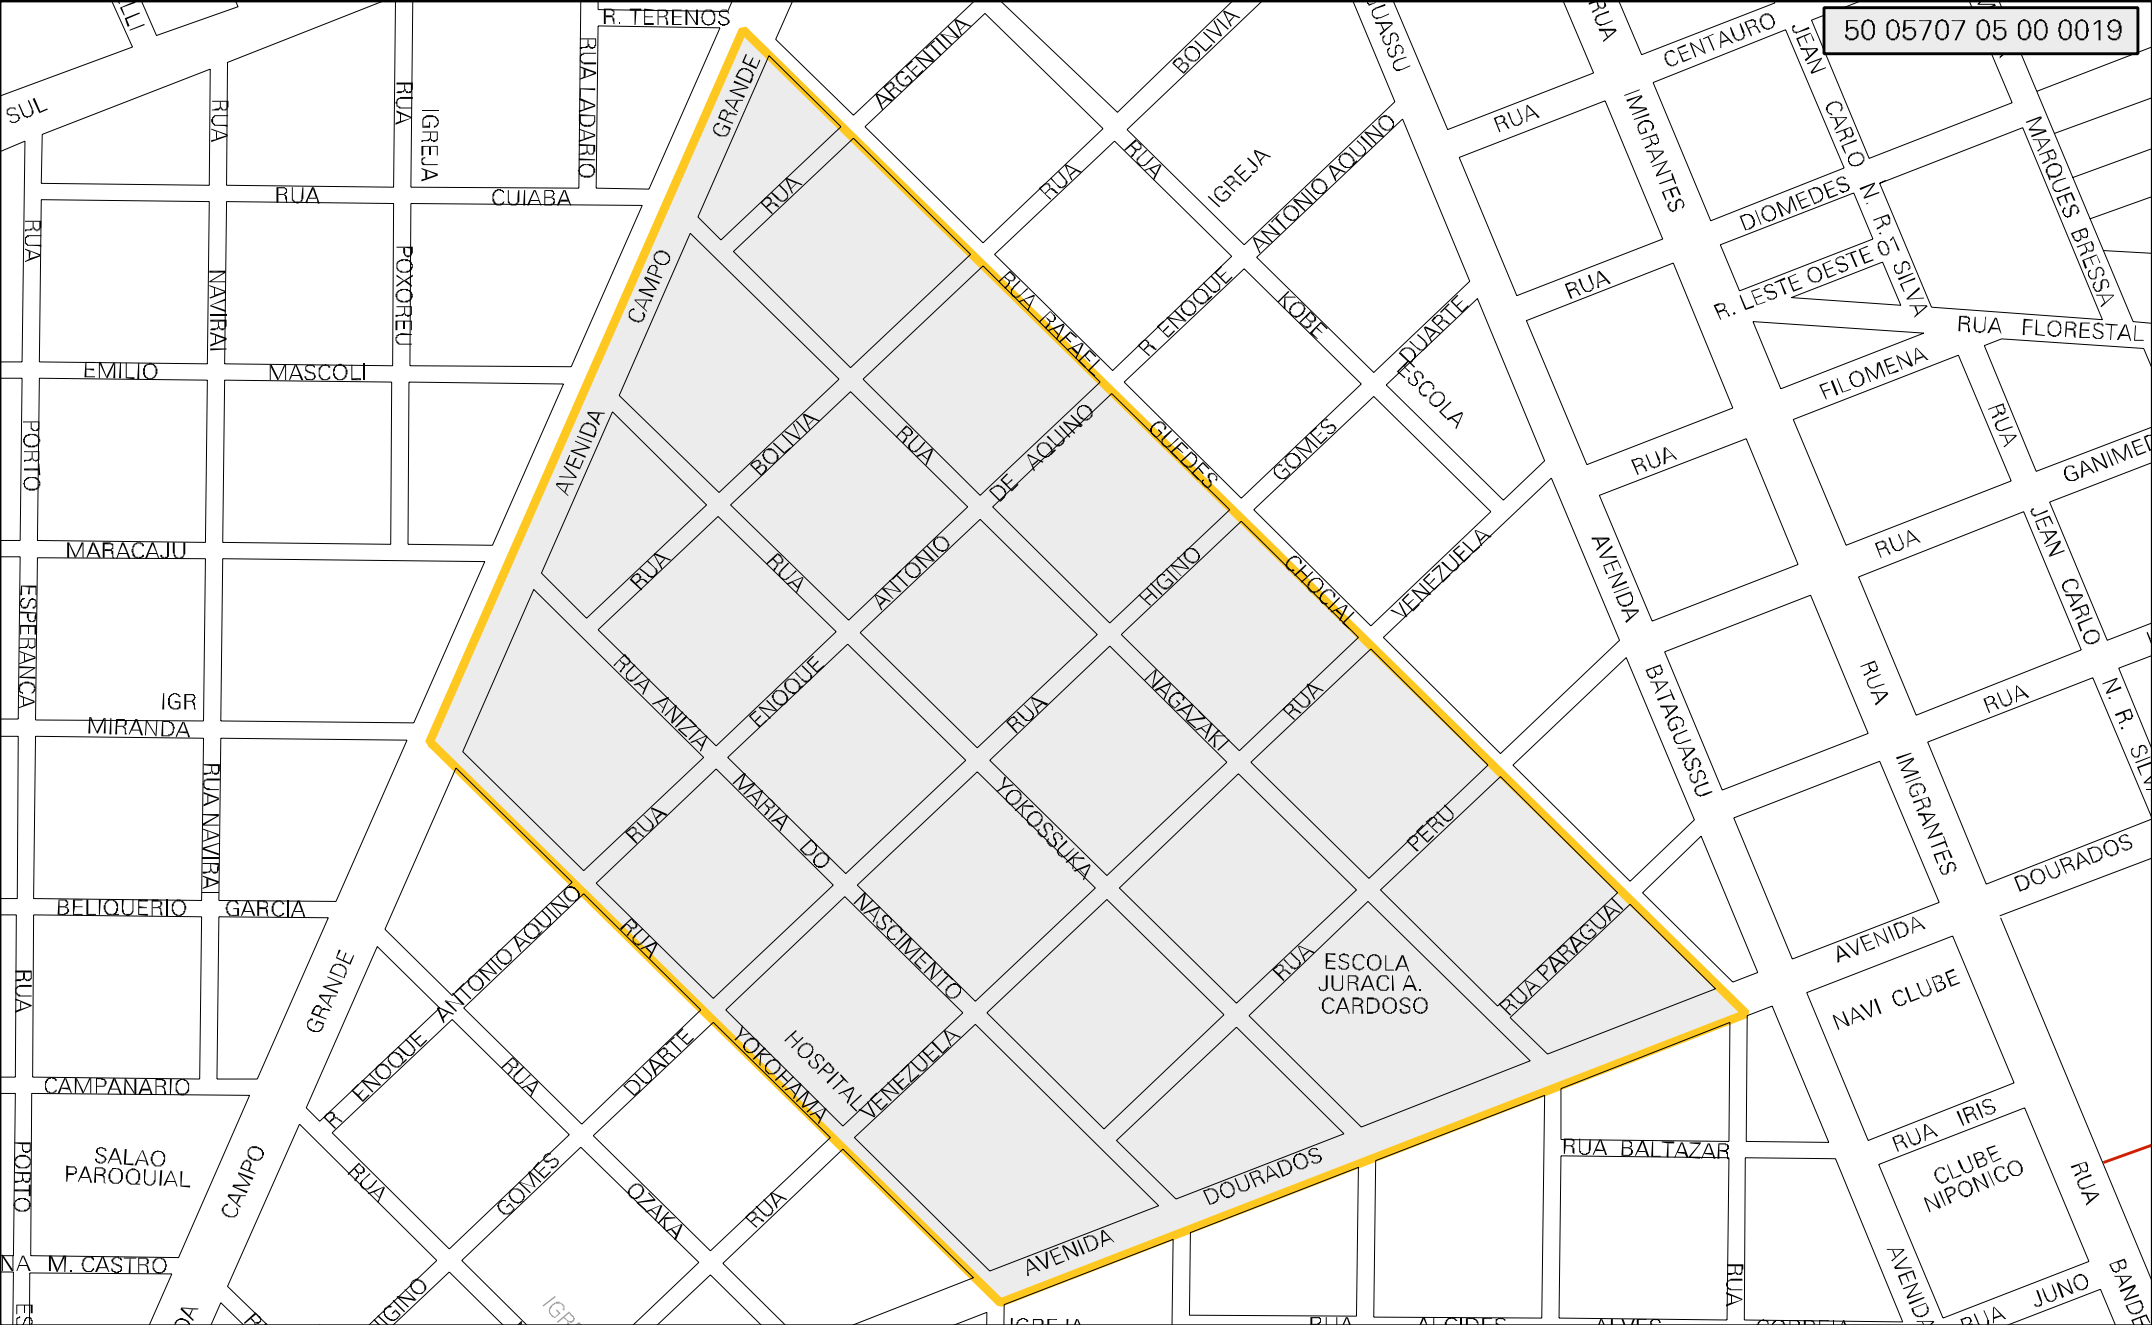 50 05707 05 00 0019
R. TERENOS
SUL
RUA
RUA
IGREJA
RUA LADARIO
GRANDE
ARGENTINA
BOLIVIA
RUA
CENTAURO
JEAN
CARLO
N. R.
SILVA
RUA
IMIGRANTES
MARQUES BRESSA
RUA
CUIABA
RUA
RUA
RUA
IGREJA
ANTONIO AQUINO
DIOMEDES
R. LESTE OESTE 01
RUA FLORESTAL
RUA
NAVIRAI
POXOREU
CAMPO
RUA RAFAEL
R ENOQUE
KOBE
DUARTE
ESCOLA
RUA
FILOMENA
RUA
EMILIO
MASCOLI
AVENIDA
BOLIVIA
RUA
DE AQUINO
GUEDES
GOMES
RUA
PORTO
MARACAJU
RUA
RUA
ANTONIO
HIGINO
CHOCIAL
VENEZUELA
AVENIDA
RUA
JEAN
CARLO
ESPERANCA
IGR
MIRANDA
RUA ANIZIA
ENOQUE
RUA
NAGAZAKI
RUA
BATAGUASSU
RUA
RUA
N. R.
RUA NAVIRAI
RUA
MARIA DO
YOKOSSUKA
PERU
IMIGRANTES
DOURADOS
BELIQUERIO
GARCIA
ANTONIO AQUINO
RUA
NASCIMENTO
RUA
ESCOLA
JURACI A.
CARDOSO
RUA PARAGUAI
AVENIDA
NAVI CLUBE
RUA
GRANDE
R ENOQUE
RUA
DUARTE
YOKOHAMA
HOSPITAL
VENEZUELA
CAMPANARIO
RUA IRIS
SALAO
PAROQUIAL
PORTO
CAMPO
RUA
GOMES
OZAKA
RUA
DOURADOS
AVENIDA
RUA BALTAZAR
CLUBE
NIPONICO
RUA
M. CASTRO
RUA
AVENIDA
RUA JUNO
IGREJA
RUA
ALCIDES
ALVES
CORREIA